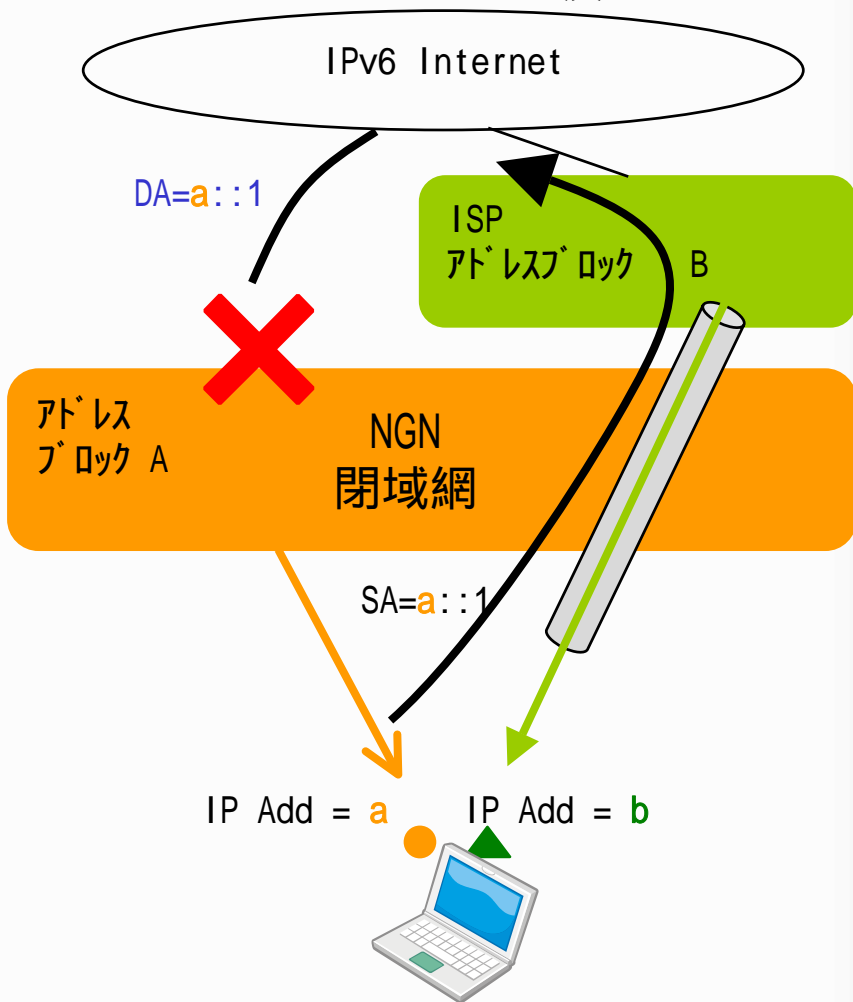 IPv6 Internet
DA=a::1
ISP
アドレスブロック B
アドレス
ブロック A
NGN
閉域網
SA=a::1
IP Add = a
IP Add = b